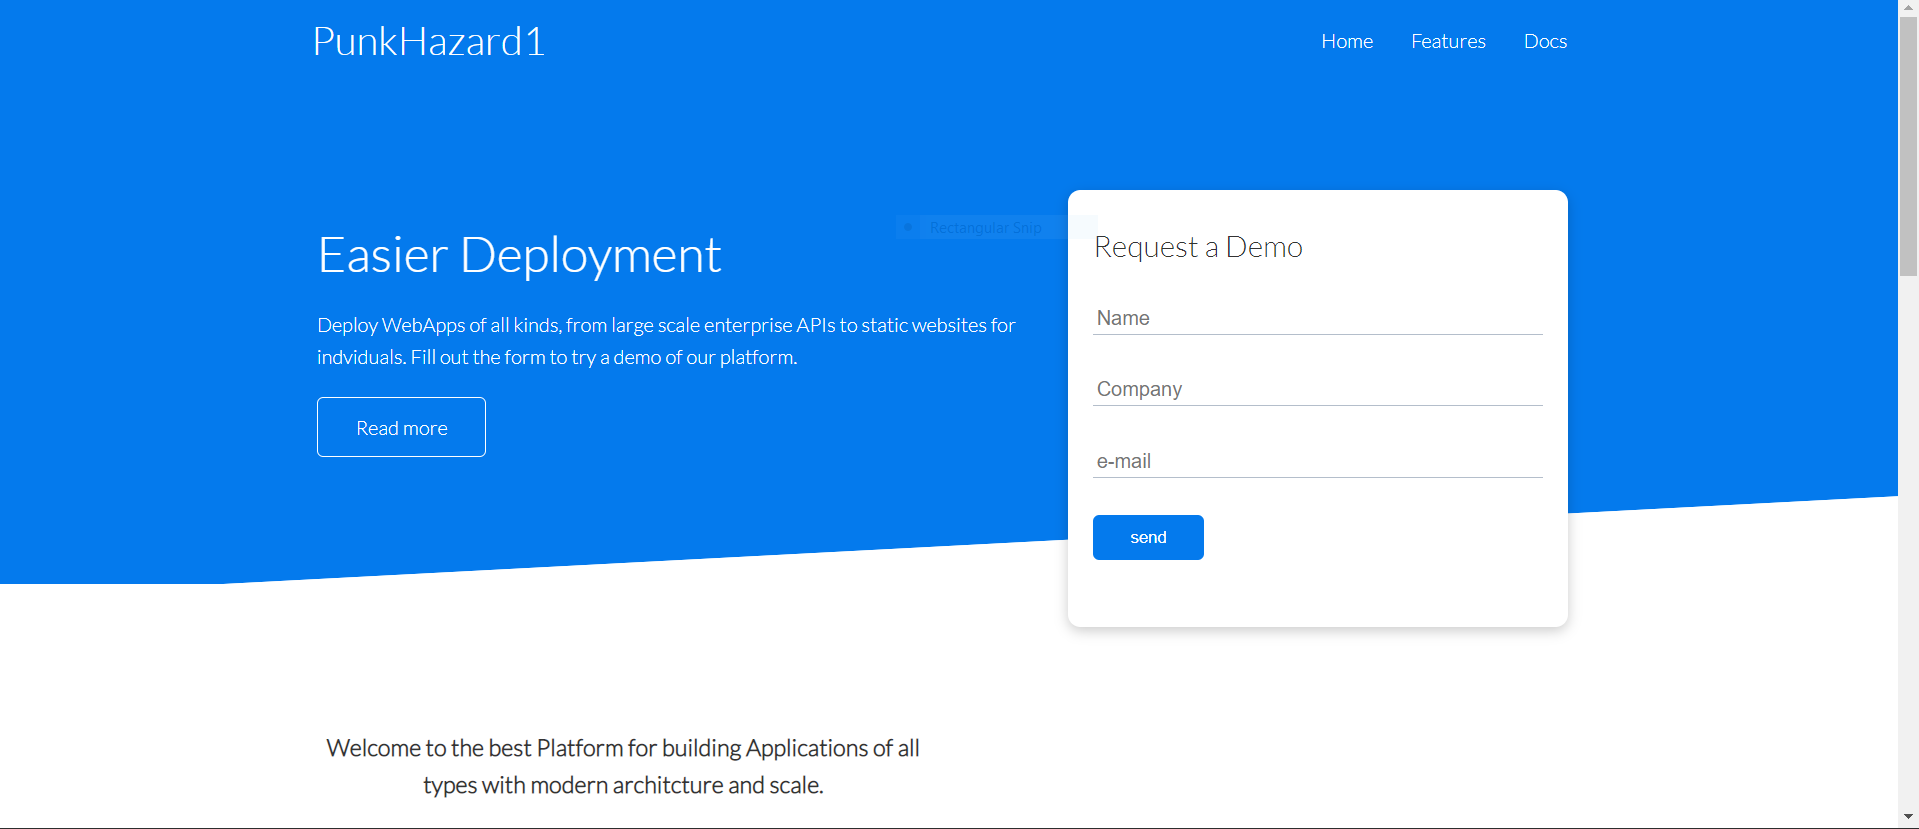 PunkHazard1
Home Features Docs
Rectangular Snip
Easier Deployment
Deploy WebApps of all kinds, from large scale enterprise APIs to static websites for
indviduals. Fill out the form to try a demo of our platform.
Read more
Request a Demo
Name
Company
e-mail
send
Welcome to the best Platform for building Applications of all
types with modern architcture and scale.